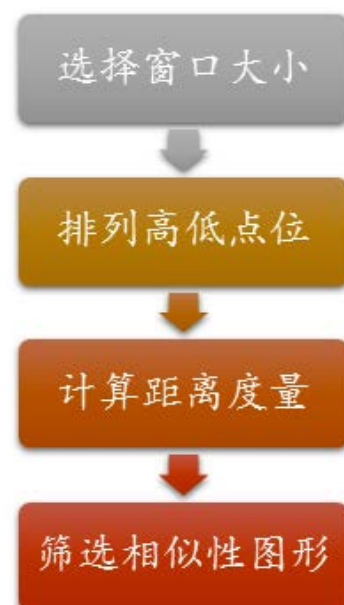 选择窗口大小
排列高低点位
计算距离度量
筛选相似性图形